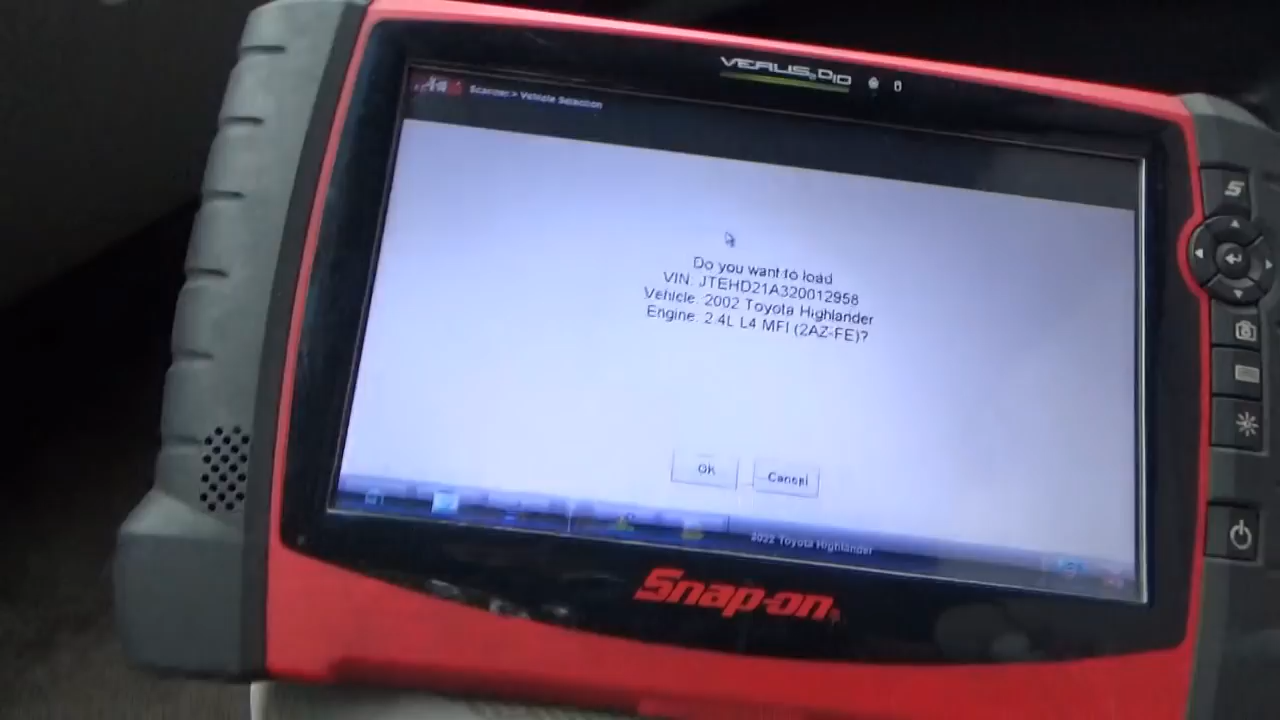 VERUS. D10
Scanner > Vehicle Selection
Do you want to load
VIN: JTEHD21A320012958
Vehicle: 2002 Toyota Highlander
Engine: 2.4L L4 MFI (2AZ-FE)?
OK
Cancel
2002 Toyota Highlander
Snap-on
S